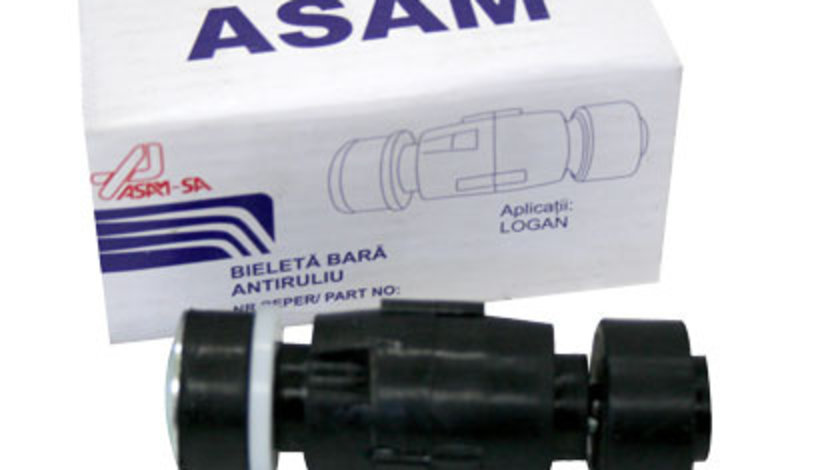 ASAM
ASAM-SA
Aplicații:
LOGAN
BIELETĂ BARĂ
ANTIRULIU
NR REPER/ PART NO: